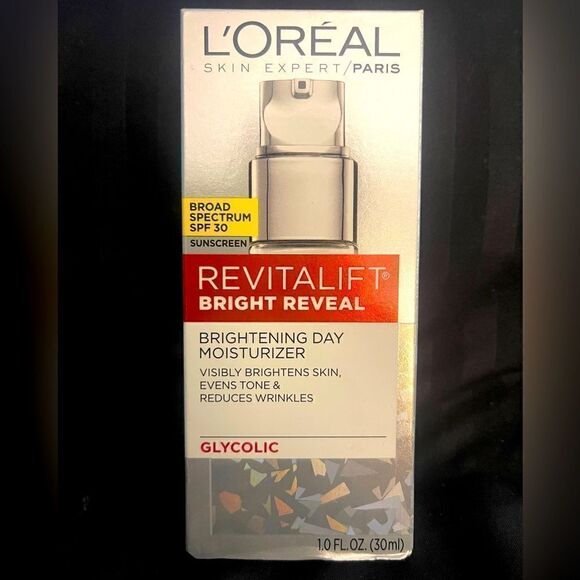 L'ORÉAL
SKIN EXPERT/PARIS
BROAD
SPECTRUM
SPF 30
SUNSCREEN
REVITALIFT®
BRIGHT REVEAL
BRIGHTENING DAY
MOISTURIZER
VISIBLY BRIGHTENS SKIN,
EVENS TONE &
REDUCES WRINKLES
GLYCOLIC
1.0 FL.OZ. (30ml)